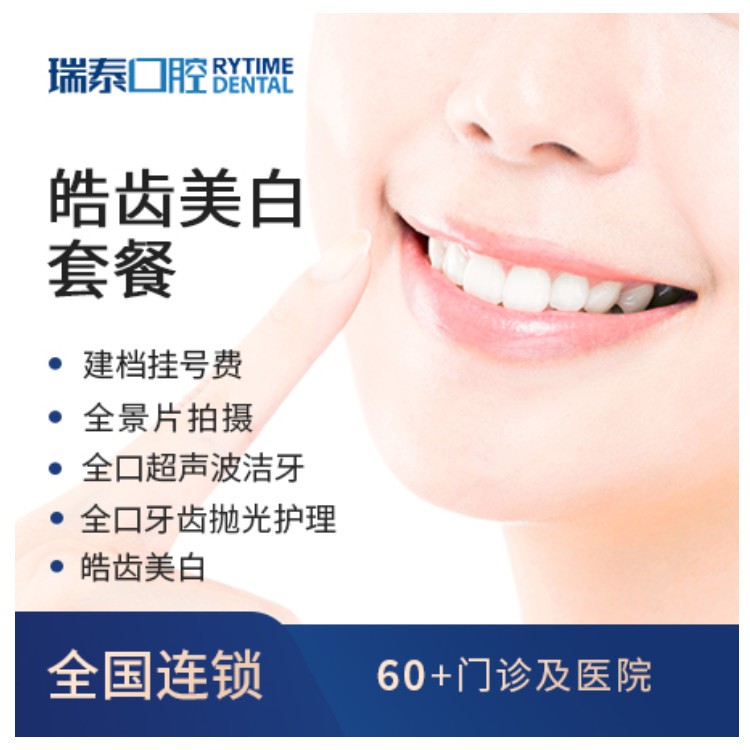 瑞泰口腔 RYTIME
DENTAL
皓齿美白
套餐
建档挂号费
全景片拍摄
全口超声波洁牙
全口牙齿抛光护理
皓齿美白
全国连锁
60+门诊及医院